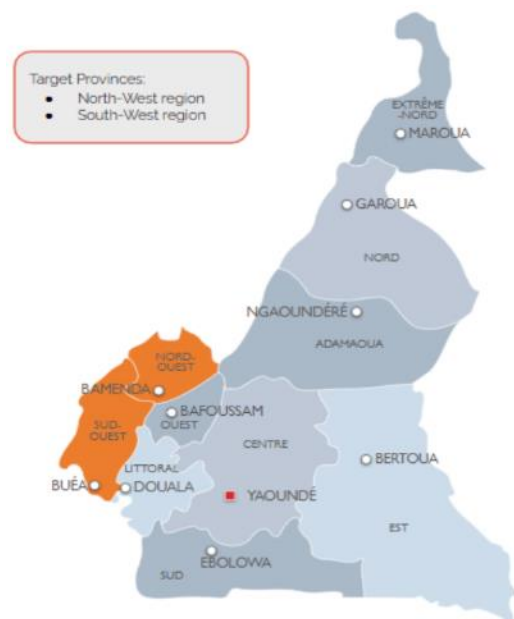 Target Provinces:
• North-West region
• South-West region
EXTRÊME
-NORD
MAROUA
GAROUA
NORD
NGAOUNDÉRÉ
ADAMAOUA
NORD-
OUEST
BAMENDA
BAFOUSSAM
OUEST
SUD-
OUEST
CENTRE
BERTOUA
LITTORAL
BUÉA
DOUALA
YAOUNDÉ
EST
EBOLOWA
SUD